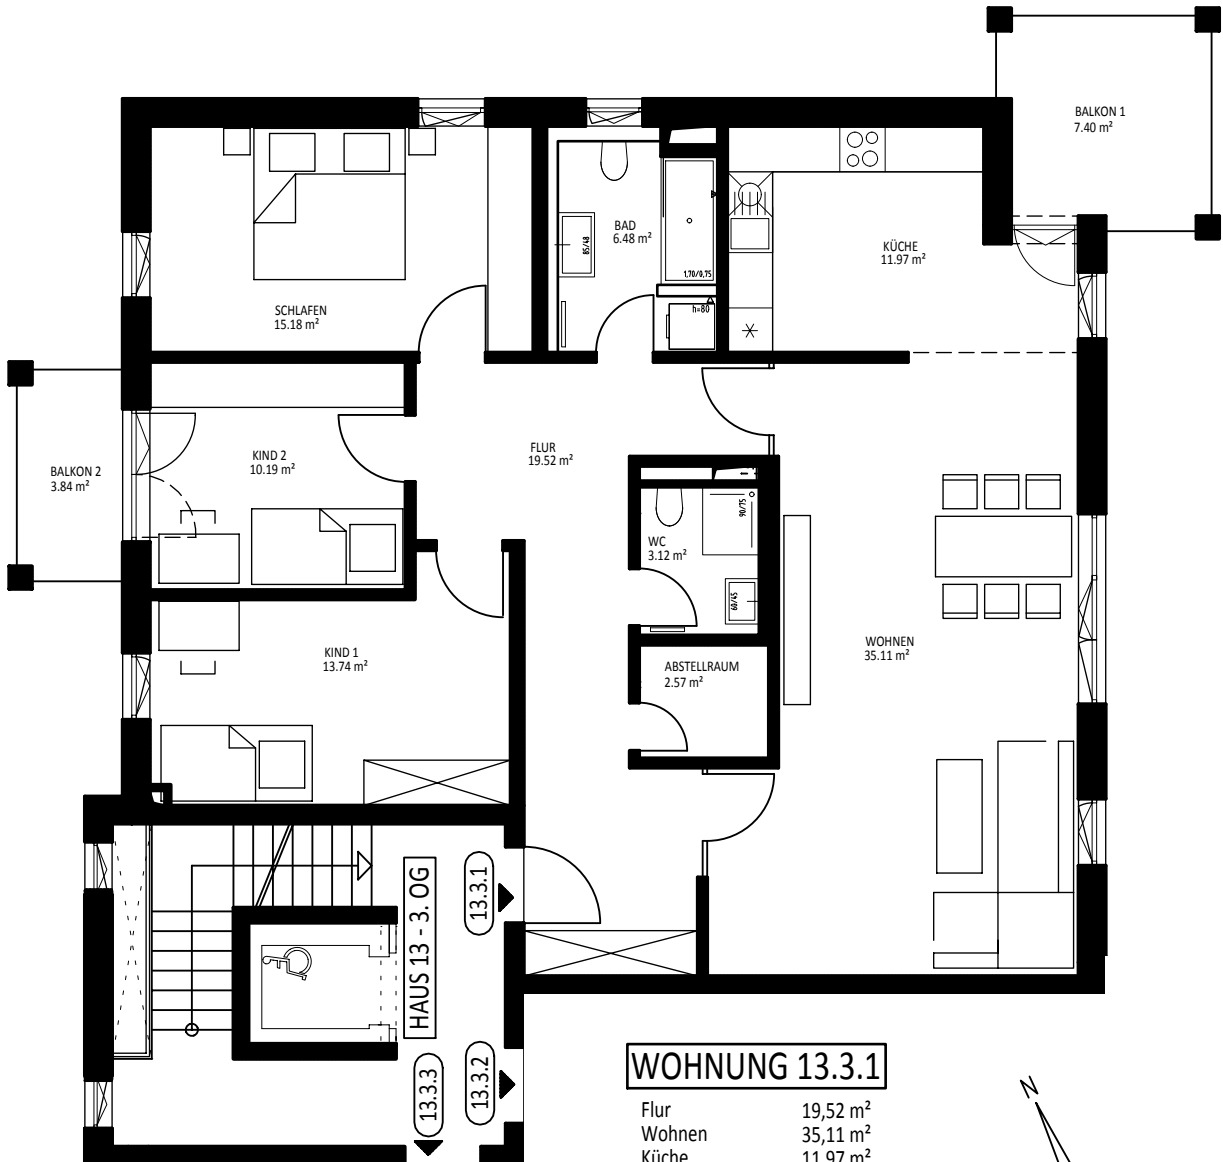 BALKON 1
7.40 m²
BAD
6.48 m²
85/48
1,70/0,75
h=80
KÜCHE
11.97 m²
SCHLAFEN
15.18 m²
KIND 2
10.19 m²
BALKON 2
3.84 m²
FLUR
19.52 m²
WC
3.12 m²
90/75
60/45
KIND 1
13.74 m²
ABSTELLRAUM
2.57 m²
WOHNEN
35.11 m²
HAUS 13 - 3. OG
13.3.1
13.3.2
13.3.3
WOHNUNG 13.3.1
N
Flur 19,52 m²
Wohnen 35,11 m²
Küche 11,97 m²